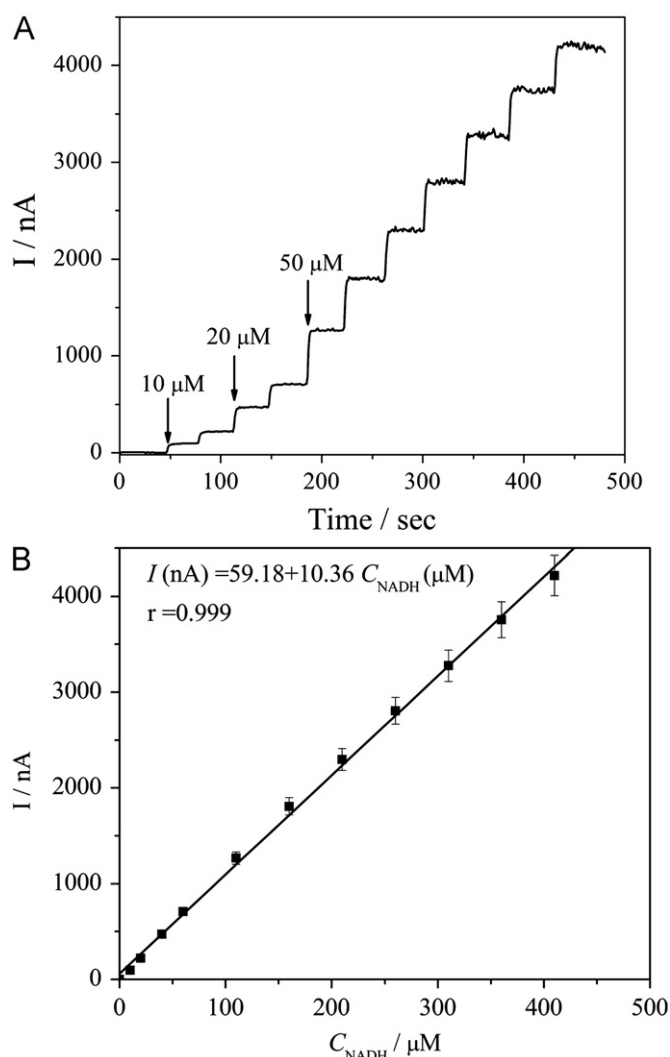 A
I / nA
4000
3000
2000
1000
0
50 μM
20 μM
10 μM
0 100 200 300 400 500
Time / sec
B
I (nA) =59.18+10.36 C_NADH (μM)
r =0.999
I / nA
4000
3000
2000
1000
0
0 100 200 300 400 500
C_NADH / μM